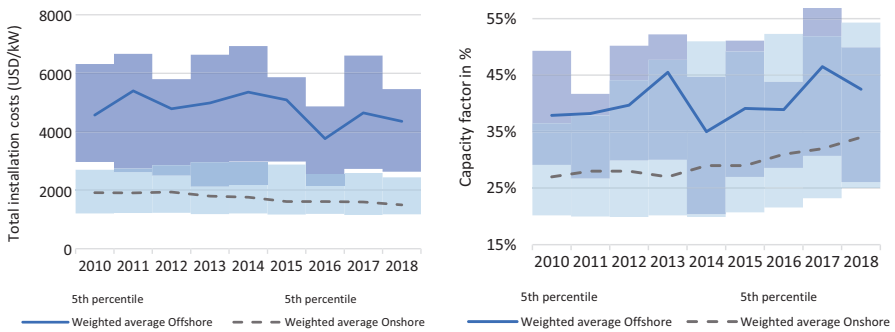 Total installation costs (USD/kW)
8000
6000
4000
2000
0
2010 2011 2012 2013 2014 2015 2016 2017 2018
5th percentile 5th percentile
Weighted average Offshore Weighted average Onshore
Capacity factor in %
55%
45%
35%
25%
15%
2010 2011 2012 2013 2014 2015 2016 2017 2018
5th percentile 5th percentile
Weighted average Offshore Weighted average Onshore